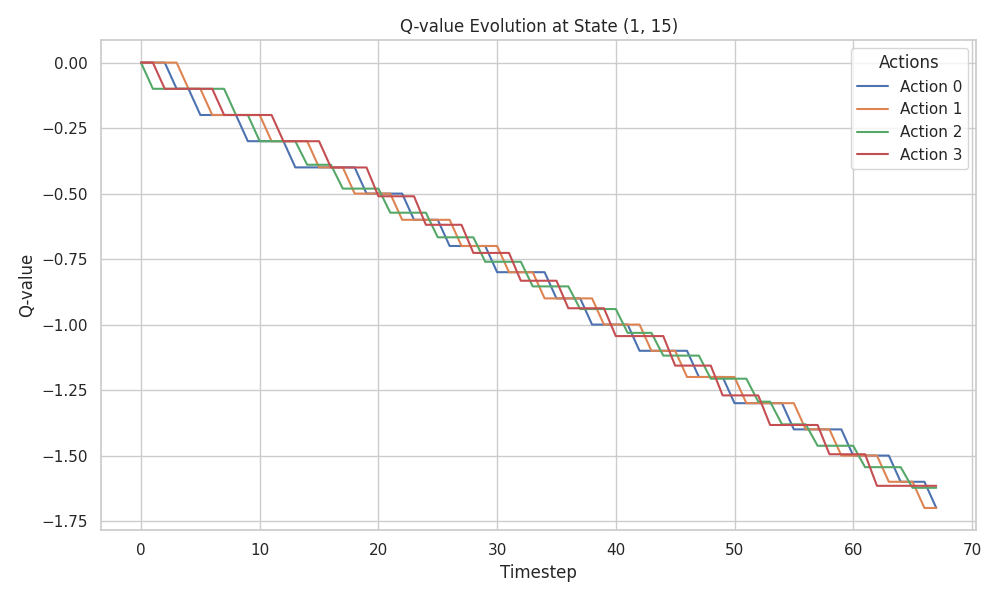 Q-value Evolution at State (1, 15)
Actions
Action 0
Action 1
Action 2
Action 3
Q-value
0.00
−0.25
−0.50
−0.75
−1.00
−1.25
−1.50
−1.75
0 10 20 30 40 50 60 70
Timestep